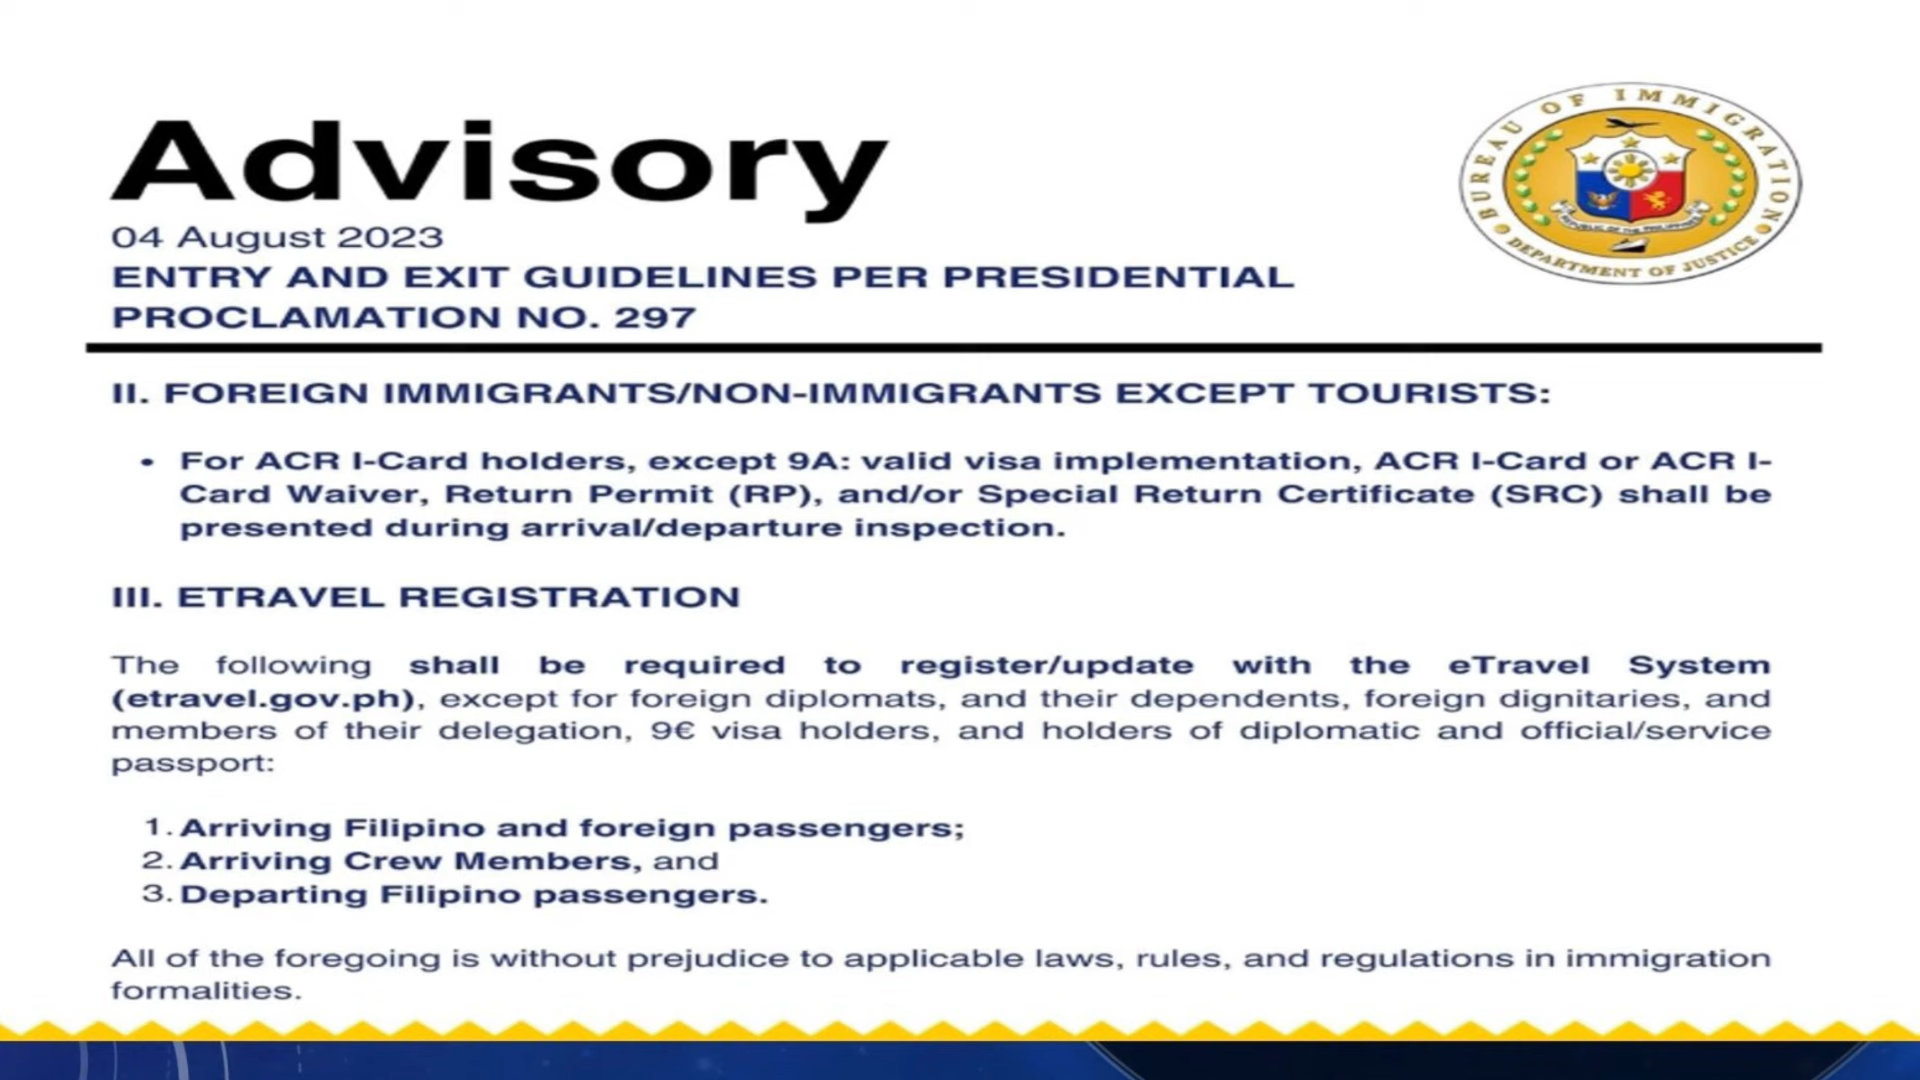 Advisory
04 August 2023
ENTRY AND EXIT GUIDELINES PER PRESIDENTIAL
PROCLAMATION NO. 297
BUREAU OF IMMIGRATION
REPUBLIC OF THE PHILIPPINES
DEPARTMENT OF JUSTICE
II. FOREIGN IMMIGRANTS/NON-IMMIGRANTS EXCEPT TOURISTS:
• For ACR I-Card holders, except 9A: valid visa implementation, ACR I-Card or ACR I-
Card Waiver, Return Permit (RP), and/or Special Return Certificate (SRC) shall be
presented during arrival/departure inspection.
III. ETRAVEL REGISTRATION
The following shall be required to register/update with the eTravel System
(etravel.gov.ph), except for foreign diplomats, and their dependents, foreign dignitaries, and
members of their delegation, 9€ visa holders, and holders of diplomatic and official/service
passport:
1. Arriving Filipino and foreign passengers;
2. Arriving Crew Members, and
3. Departing Filipino passengers.
All of the foregoing is without prejudice to applicable laws, rules, and regulations in immigration
formalities.